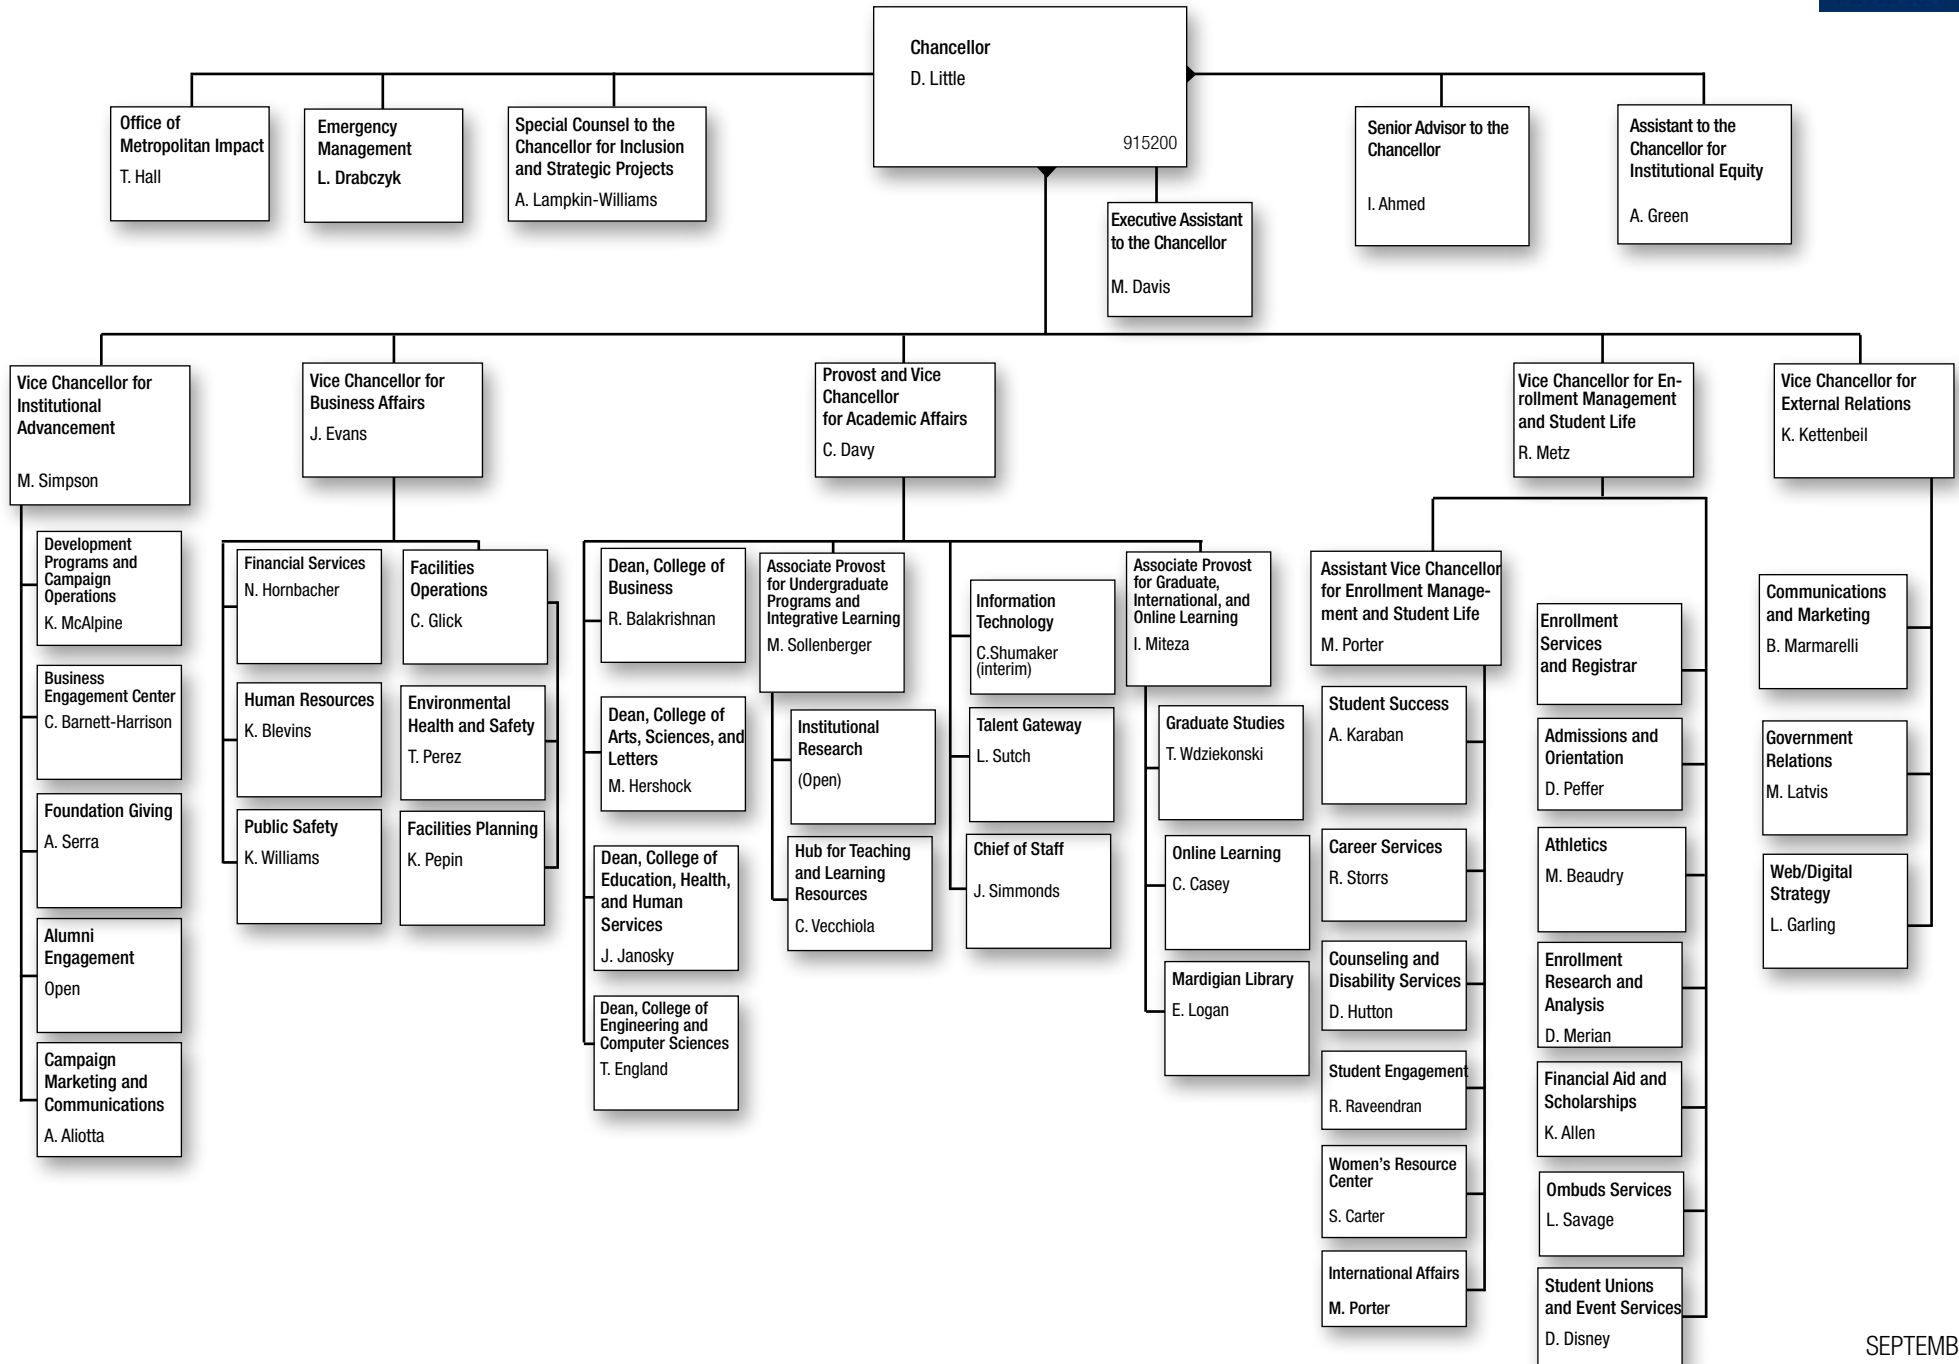 Chancellor
D. Little
915200
Office of
Metropolitan Impact
T. Hall
Emergency
Management
L. Drabczyk
Special Counsel to the
Chancellor for Inclusion
and Strategic Projects
A. Lampkin-Williams
Executive Assistant
to the Chancellor
M. Davis
Senior Advisor to the
Chancellor
I. Ahmed
Assistant to the
Chancellor for
Institutional Equity
A. Green
Vice Chancellor for
Institutional
Advancement
M. Simpson
Vice Chancellor for
Business Affairs
J. Evans
Provost and Vice
Chancellor
for Academic Affairs
C. Davy
Vice Chancellor for En-
rollment Management
and Student Life
R. Metz
Vice Chancellor for
External Relations
K. Kettenbeil
Development
Programs and
Campaign
Operations
K. McAlpine
Business
Engagement Center
C. Barnett-Harrison
Foundation Giving
A. Serra
Alumni
Engagement
Open
Campaign
Marketing and
Communications
A. Aliotta
Financial Services
N. Hornbacher
Human Resources
K. Blevins
Public Safety
K. Williams
Facilities
Operations
C. Glick
Environmental
Health and Safety
T. Perez
Facilities Planning
K. Pepin
Dean, College of
Business
R. Balakrishnan
Dean, College of
Arts, Sciences, and
Letters
M. Hershock
Dean, College of
Education, Health,
and Human
Services
J. Janosky
Dean, College of
Engineering and
Computer Sciences
T. England
Associate Provost
for Undergraduate
Programs and
Integrative Learning
M. Sollenberger
Institutional
Research
(Open)
Hub for Teaching
and Learning
Resources
C. Vecchiola
Information
Technology
C.Shumaker
(interim)
Talent Gateway
L. Sutch
Chief of Staff
J. Simmonds
Associate Provost
for Graduate,
International, and
Online Learning
I. Miteza
Graduate Studies
T. Wdziekonski
Online Learning
C. Casey
Mardigian Library
E. Logan
Assistant Vice Chancellor
for Enrollment Manage-
ment and Student Life
M. Porter
Student Success
A. Karaban
Career Services
R. Storrs
Counseling and
Disability Services
D. Hutton
Student Engagement
R. Raveendran
Women's Resource
Center
S. Carter
International Affairs
M. Porter
Enrollment
Services
and Registrar
Admissions and
Orientation
D. Peffer
Athletics
M. Beaudry
Enrollment
Research and
Analysis
D. Merian
Financial Aid and
Scholarships
K. Allen
Ombuds Services
L. Savage
Student Unions
and Event Services
D. Disney
Communications
and Marketing
B. Marmarelli
Government
Relations
M. Latvis
Web/Digital
Strategy
L. Garling
SEPTEMB